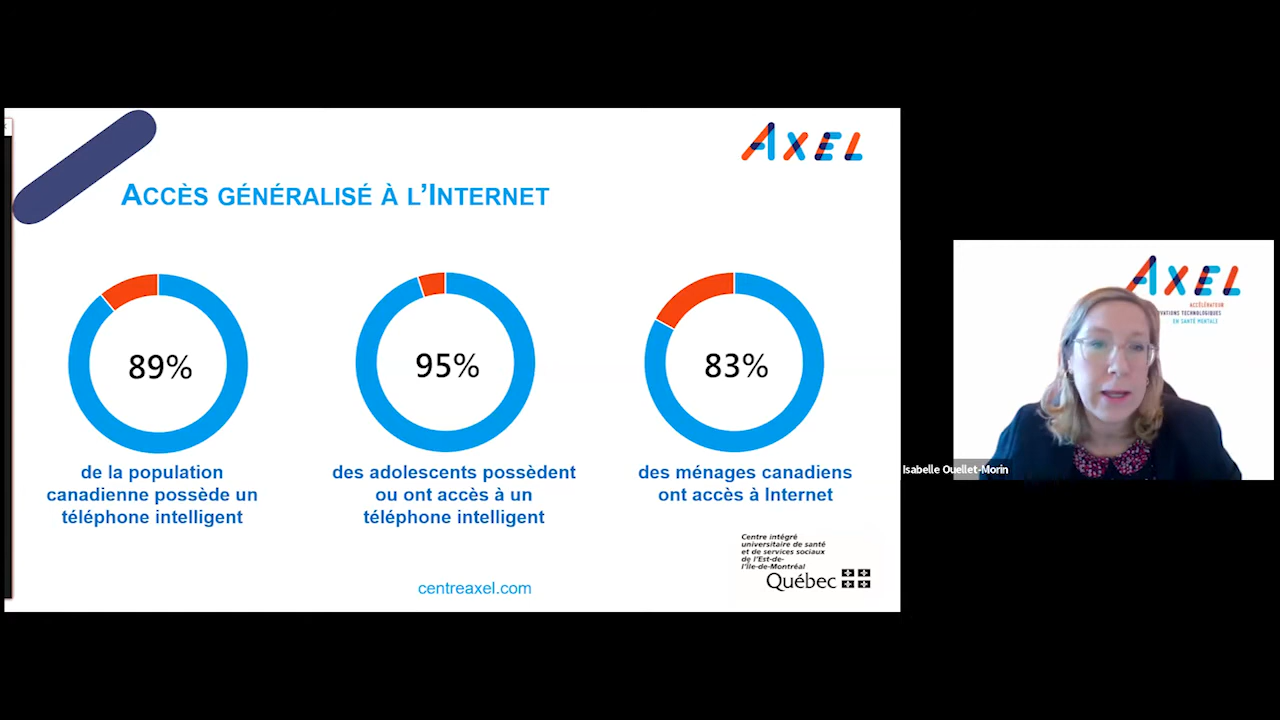 AXEL
ACCÈS GÉNÉRALISÉ À L'INTERNET
89%
de la population
canadienne possède un
téléphone intelligent
95%
des adolescents possèdent
ou ont accès à un
téléphone intelligent
83%
des ménages canadiens
ont accès à Internet
Centre intégré
universitaire de santé
et de services sociaux
de l'Est-de-
l'Île-de-Montréal
Québec
centreaxel.com
AXEL
ACCÉLÉRATEUR
TECHNOLOGIQUES
EN SANTÉ MENTALE
Isabelle Ouellet-Morin